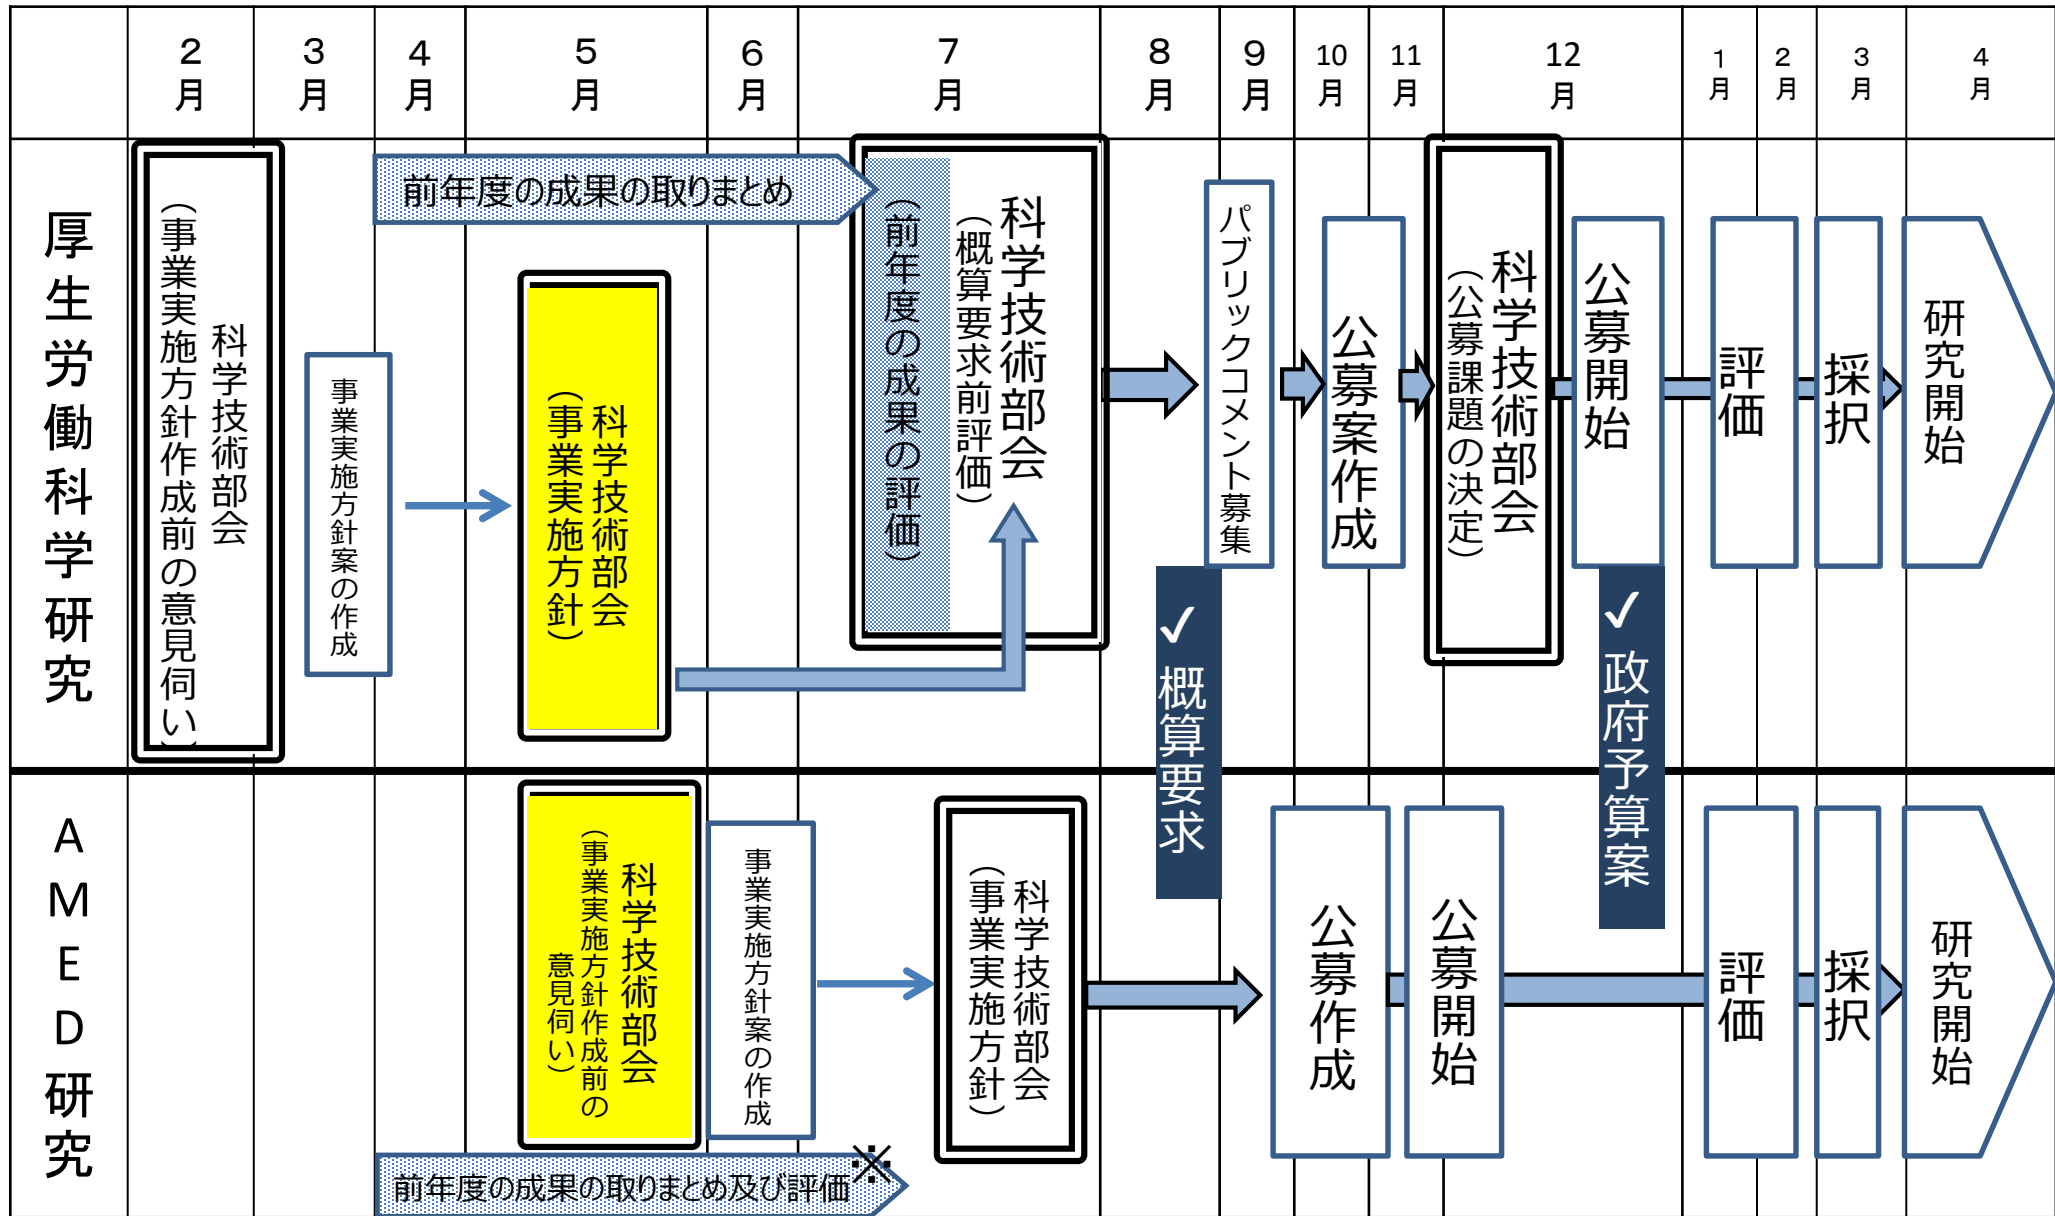 2月
3月
4月
5月
6月
7月
8月
9月
10月
11月
12月
1月
2月
3月
4月
厚生労働科学研究
科学技術部会
（事業実施方針作成前の意見伺い）
事業実施方針案の作成
前年度の成果の取りまとめ
科学技術部会
（事業実施方針）
科学技術部会
（概算要求前評価）
（前年度の成果の評価）
パブリックコメント募集
公募案作成
科学技術部会
（公募課題の決定）
公募開始
評価
採択
研究開始
✓概算要求
✓政府予算案
AMED研究
科学技術部会
（事業実施方針作成前の
意見伺い）
事業実施方針案の作成
前年度の成果の取りまとめ及び評価※
科学技術部会
（事業実施方針）
公募作成
公募開始
評価
採択
研究開始